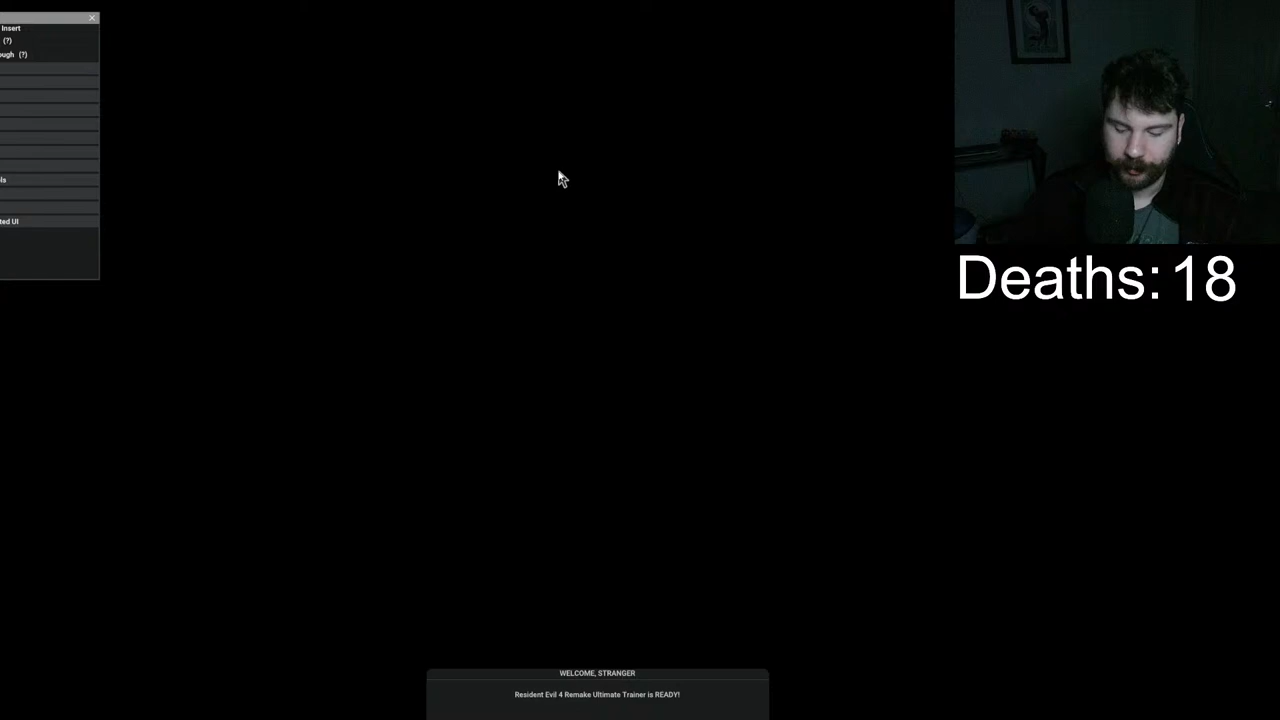 Insert
(?)
ough (?)
ls
ted UI
Deaths: 18
WELCOME, STRANGER
Resident Evil 4 Remake Ultimate Trainer is READY!